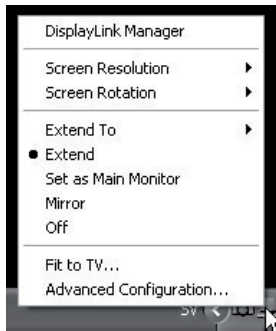 DisplayLink Manager
Screen Resolution
Screen Rotation
Extend To
Extend
Set as Main Monitor
Mirror
Off
Fit to TV...
Advanced Configuration...
SV